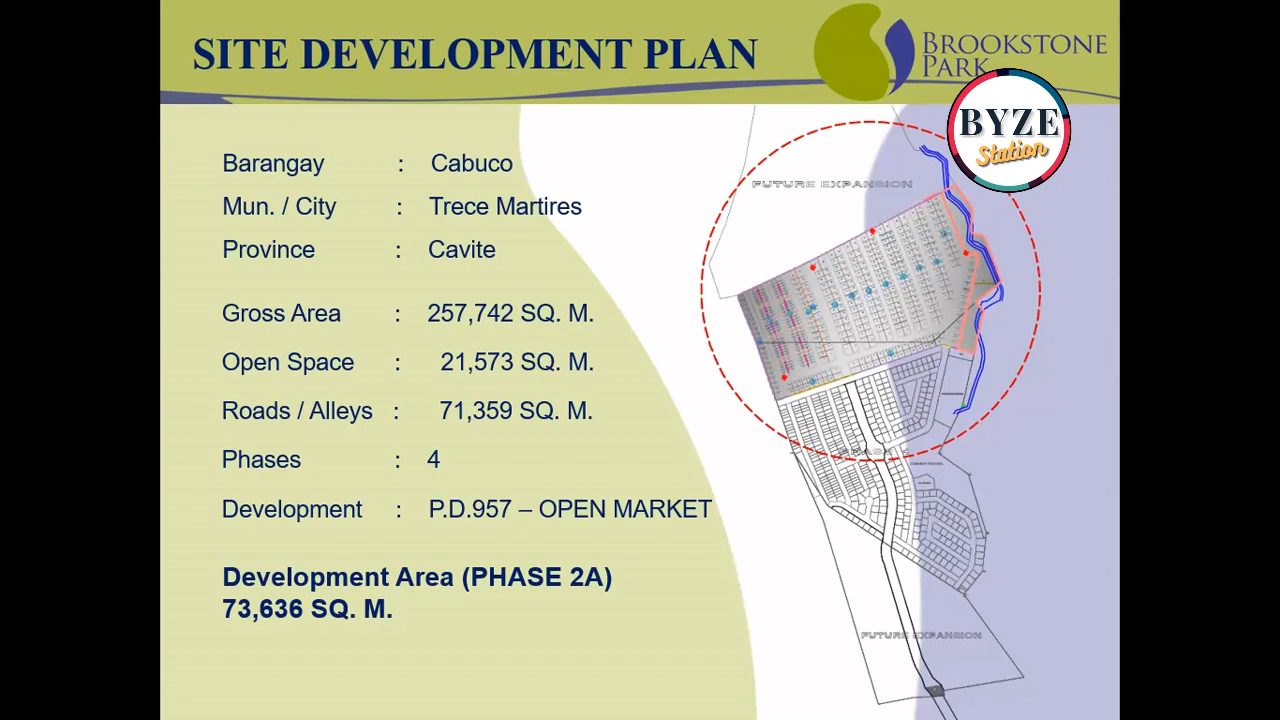 SITE DEVELOPMENT PLAN
BROOKSTONE
PARK
BYZE
Station
Barangay : Cabuco
Mun. / City : Trece Martires
Province : Cavite
Gross Area : 257,742 SQ. M.
Open Space : 21,573 SQ. M.
Roads / Alleys : 71,359 SQ. M.
Phases : 4
Development : P.D.957 – OPEN MARKET
Development Area (PHASE 2A)
73,636 SQ. M.
FUTURE EXPANSION
FUTURE EXPANSION